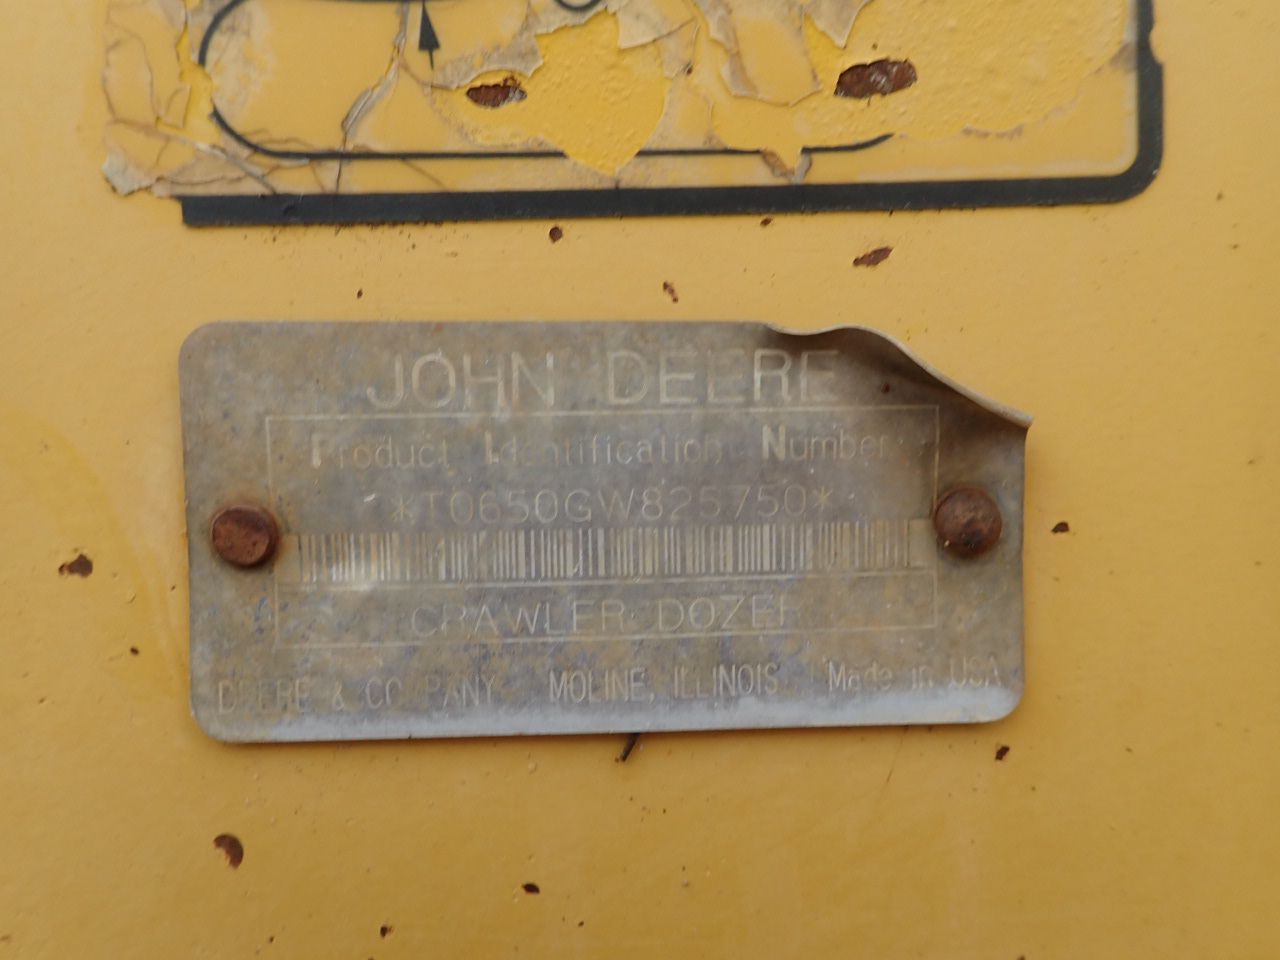 JOHN DEERE
Product Identification Number
*T0650GW825750*
CRAWLER DOZER
DEERE & COMPANY MOLINE, ILLINOIS Made in USA